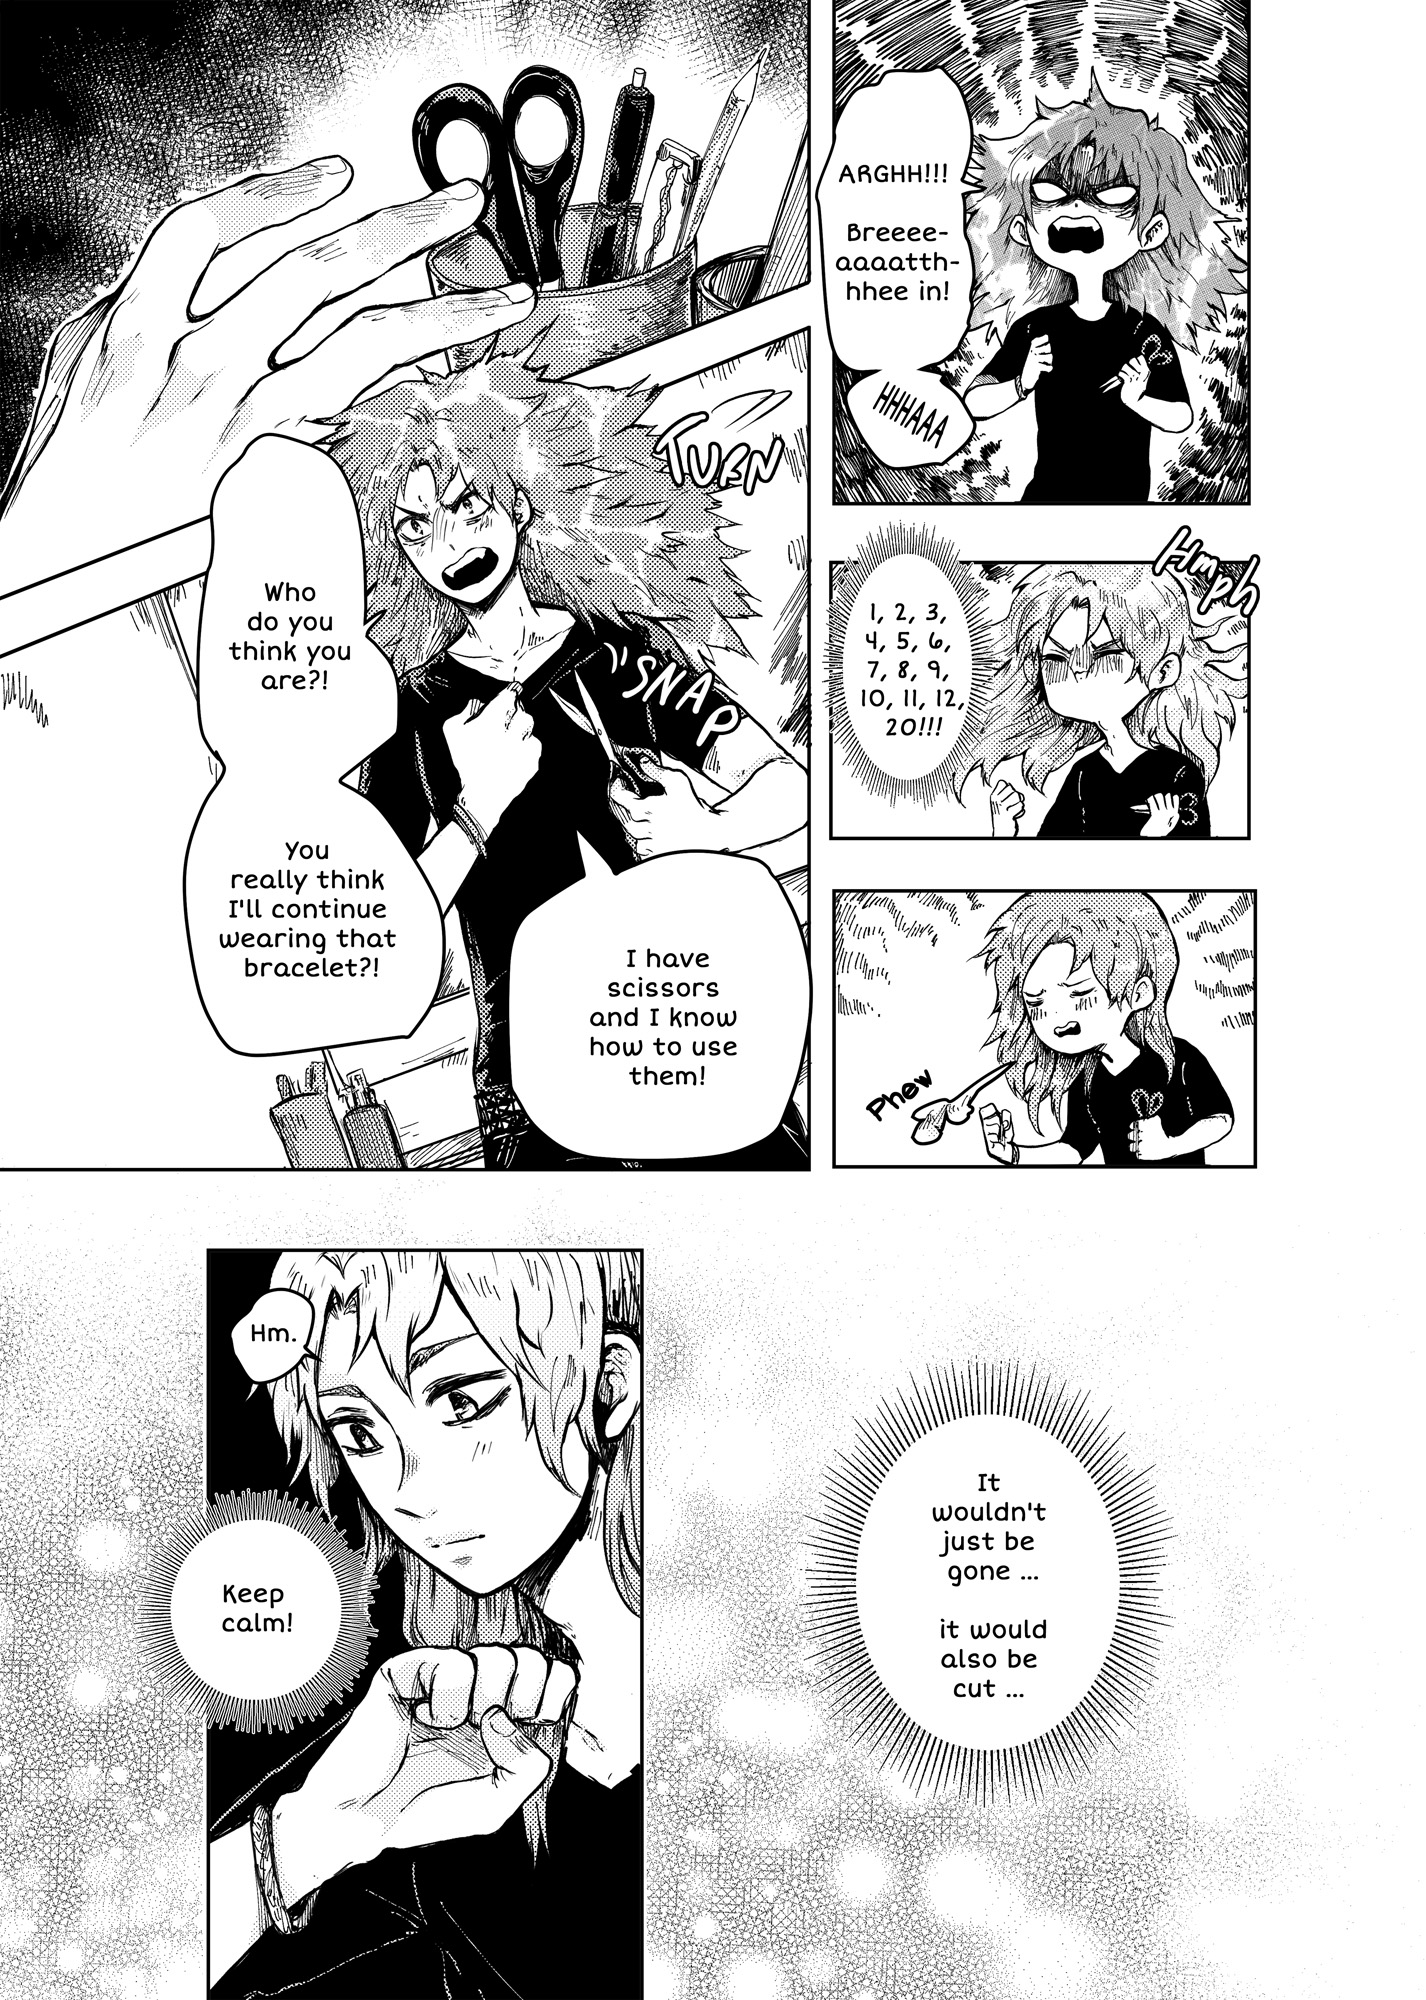 Who
do you
think you
are?!
You
really think
I'll continue
wearing that
bracelet?!
TURN
SNAP
I have
scissors
and I know
how to use
them!
ARGHH!!!
Breeee-
aaaatth-
hhee in!
HHHAAA
1, 2, 3,
4, 5, 6,
7, 8, 9,
10, 11, 12,
20!!!
Hmph
Phew
Hm.
Keep
calm!
It
wouldn't
just be
gone ...
it would
also be
cut ...